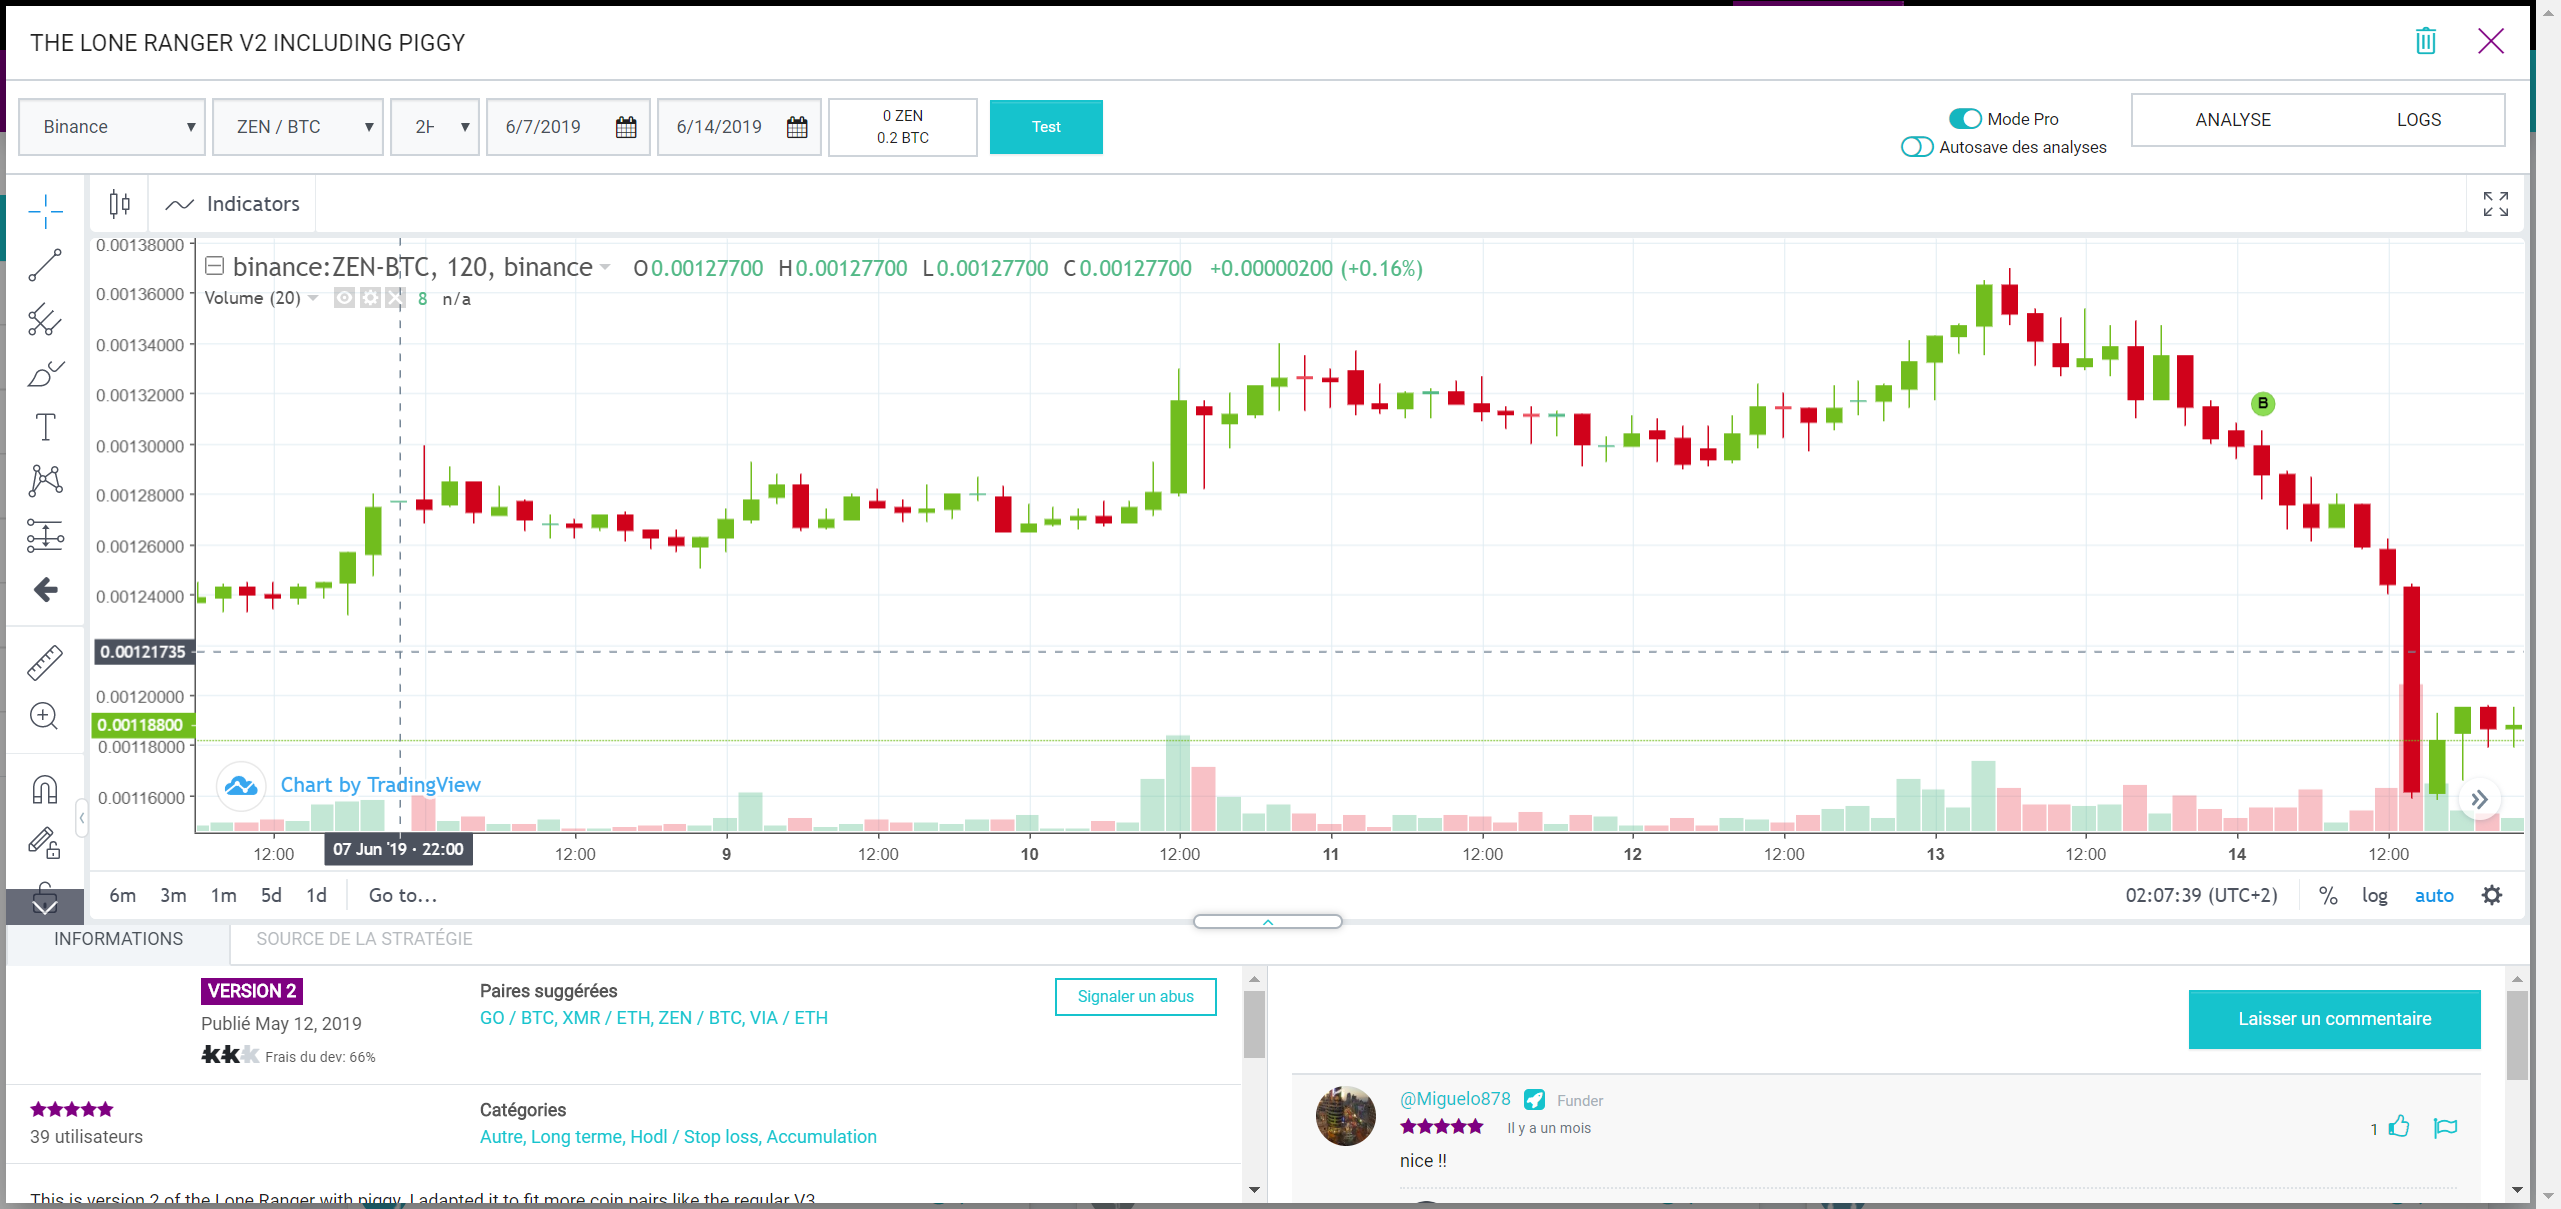 THE LONE RANGER V2 INCLUDING PIGGY
Binance
ZEN / BTC
2H
6/7/2019
6/14/2019
0 ZEN
0.2 BTC
Test
Mode Pro
Autosave des analyses
ANALYSE
LOGS
Indicators
binance:ZEN-BTC, 120, binance O0.00127700 H0.00127700 L0.00127700 C0.00127700 +0.00000200 (+0.16%)
Volume (20) 8 n/a
0.00138000
0.00136000
0.00134000
0.00132000
0.00130000
0.00128000
0.00126000
0.00124000
0.00121735
0.00120000
0.00118800
0.00118000
0.00116000
B
Chart by TradingView
12:00
07 Jun '19 · 22:00
12:00
9
12:00
10
12:00
11
12:00
12
12:00
13
12:00
14
12:00
6m 3m 1m 5d 1d Go to...
02:07:39 (UTC+2) % log auto
INFORMATIONS
SOURCE DE LA STRATÉGIE
VERSION 2
Publié May 12, 2019
Frais du dev: 66%
Paires suggérées
GO / BTC, XMR / ETH, ZEN / BTC, VIA / ETH
Signaler un abus
39 utilisateurs
Catégories
Autre, Long terme, Hodl / Stop loss, Accumulation
This is version 2 of the Lone Ranger with piggy. I adapted it to fit more coin pairs like the regular V3
Laisser un commentaire
@Miguelo878 Funder
Il y a un mois
1
nice !!